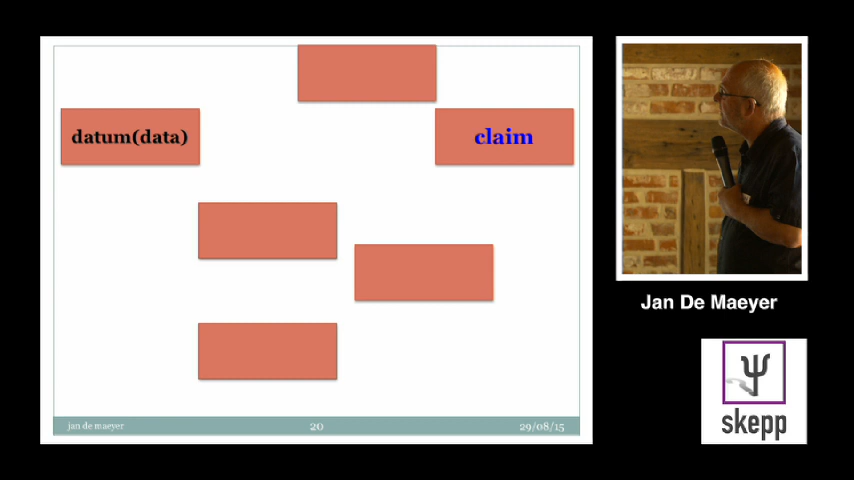 datum(data)
claim
jan de maeyer
20
29/08/15
Jan De Maeyer
skepp